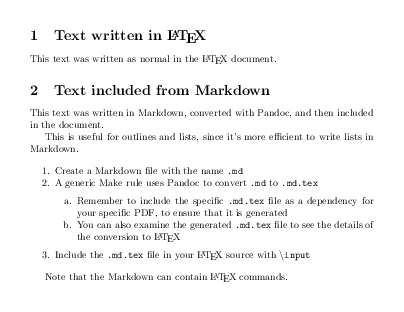 1 Text written in LaTeX
This text was written as normal in the LaTeX document.
2 Text included from Markdown
This text was written in Markdown, converted with Pandoc, and then included
in the document.
This is useful for outlines and lists, since it's more efficient to write lists in
Markdown.
1. Create a Markdown file with the name .md
2. A generic Make rule uses Pandoc to convert .md to .md.tex
a. Remember to include the specific .md.tex file as a dependency for
your specific PDF, to ensure that it is generated
b. You can also examine the generated .md.tex file to see the details of
the conversion to LaTeX
3. Include the .md.tex file in your LaTeX source with \input
Note that the Markdown can contain LaTeX commands.